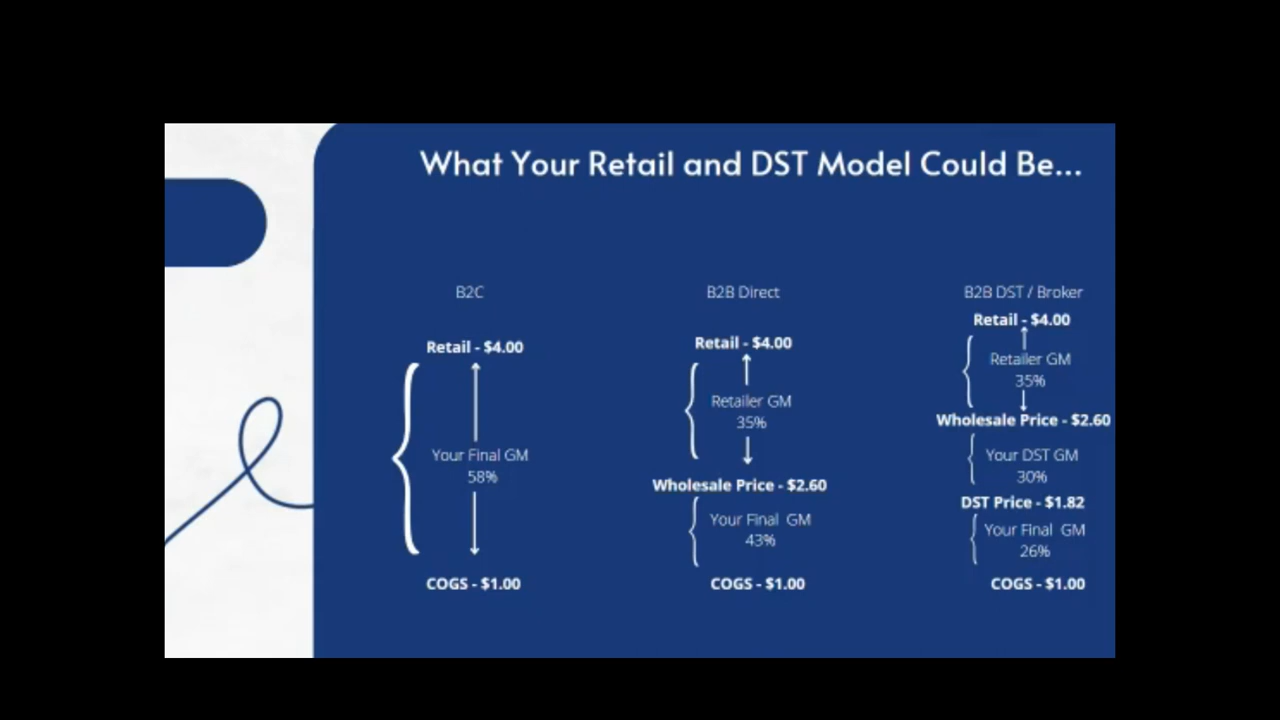 What Your Retail and DST Model Could Be...
B2C
Retail - $4.00
Your Final GM
58%
COGS - $1.00
B2B Direct
Retail - $4.00
Retailer GM
35%
Wholesale Price - $2.60
Your Final GM
43%
COGS - $1.00
B2B DST / Broker
Retail - $4.00
Retailer GM
35%
Wholesale Price - $2.60
Your DST GM
30%
DST Price - $1.82
Your Final GM
26%
COGS - $1.00